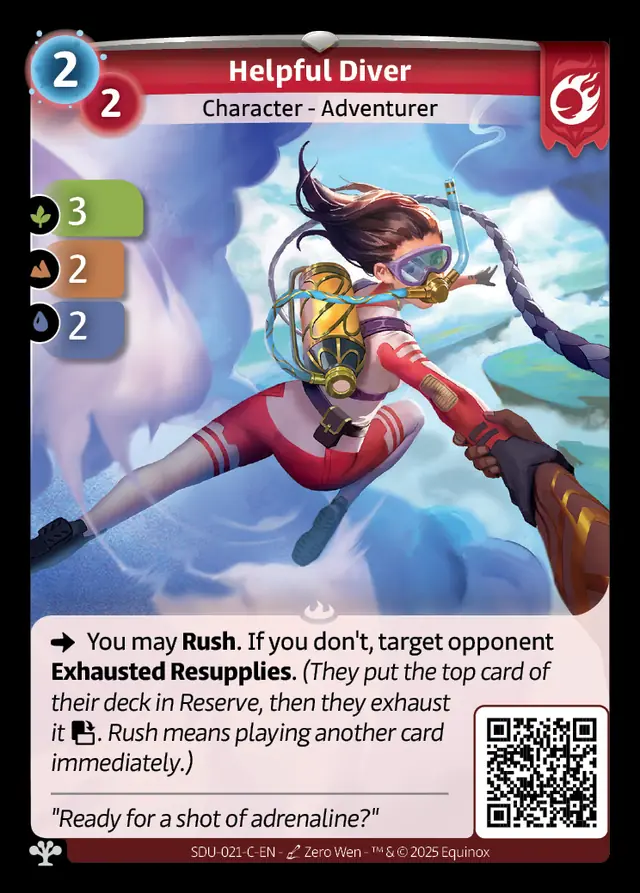 2
Helpful Diver
2
Character - Adventurer
3
2
2
You may Rush. If you don't, target opponent
Exhausted Resupplies. (They put the top card of
their deck in Reserve, then they exhaust
it . Rush means playing another card
immediately.)
"Ready for a shot of adrenaline?"
SDU-021-C-EN - Zero Wen - ™ & © 2025 Equinox